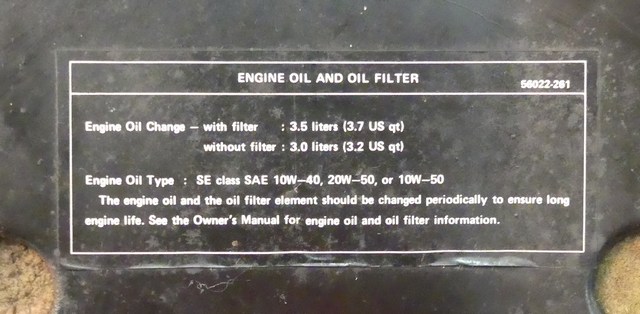 ENGINE OIL AND OIL FILTER
56022-261
Engine Oil Change — with filter : 3.5 liters (3.7 US qt)
without filter : 3.0 liters (3.2 US qt)
Engine Oil Type : SE class SAE 10W—40, 20W—50, or 10W—50
The engine oil and the oil filter element should be changed periodically to ensure long
engine life. See the Owner's Manual for engine oil and oil filter information.